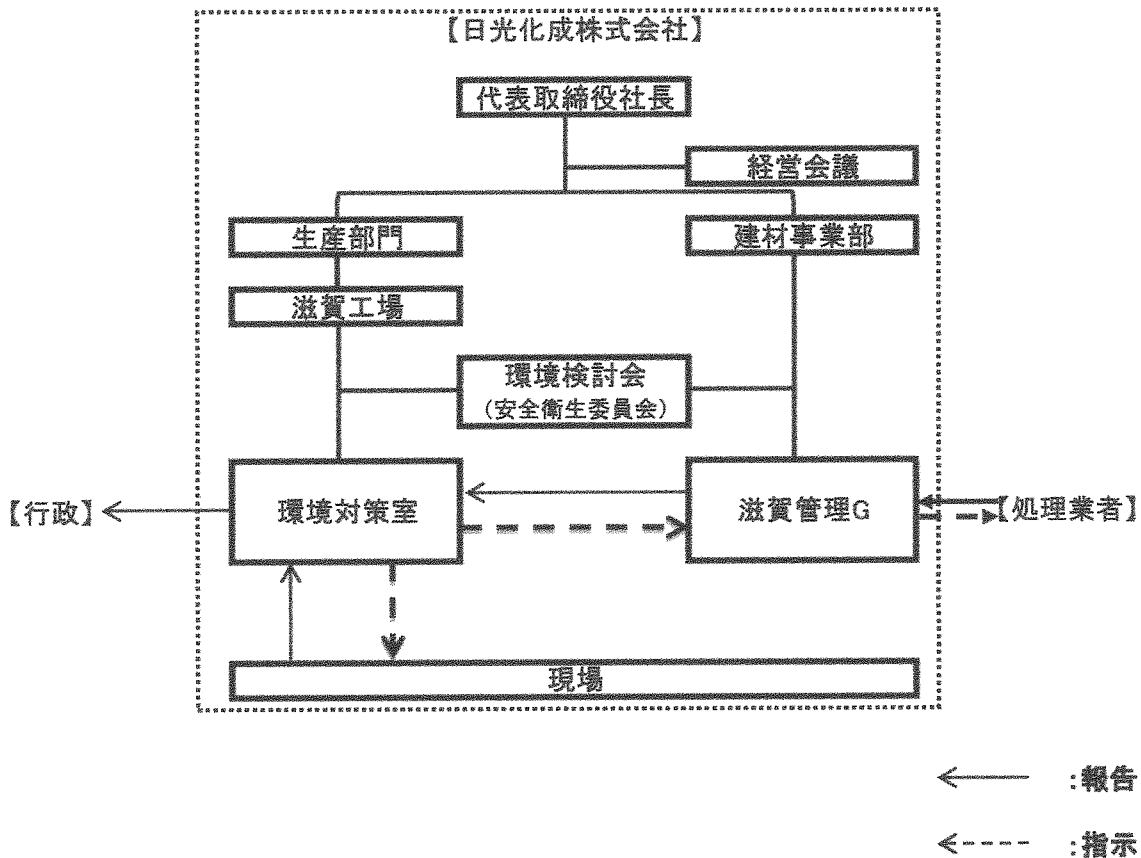 【日光化成株式会社】
代表取締役社長
経営会議
生産部門
建材事業部
滋賀工場
環境検討会
(安全衛生委員会)
【行政】
環境対策室
滋賀管理G
【処理業者】
現場
:報告
:指示